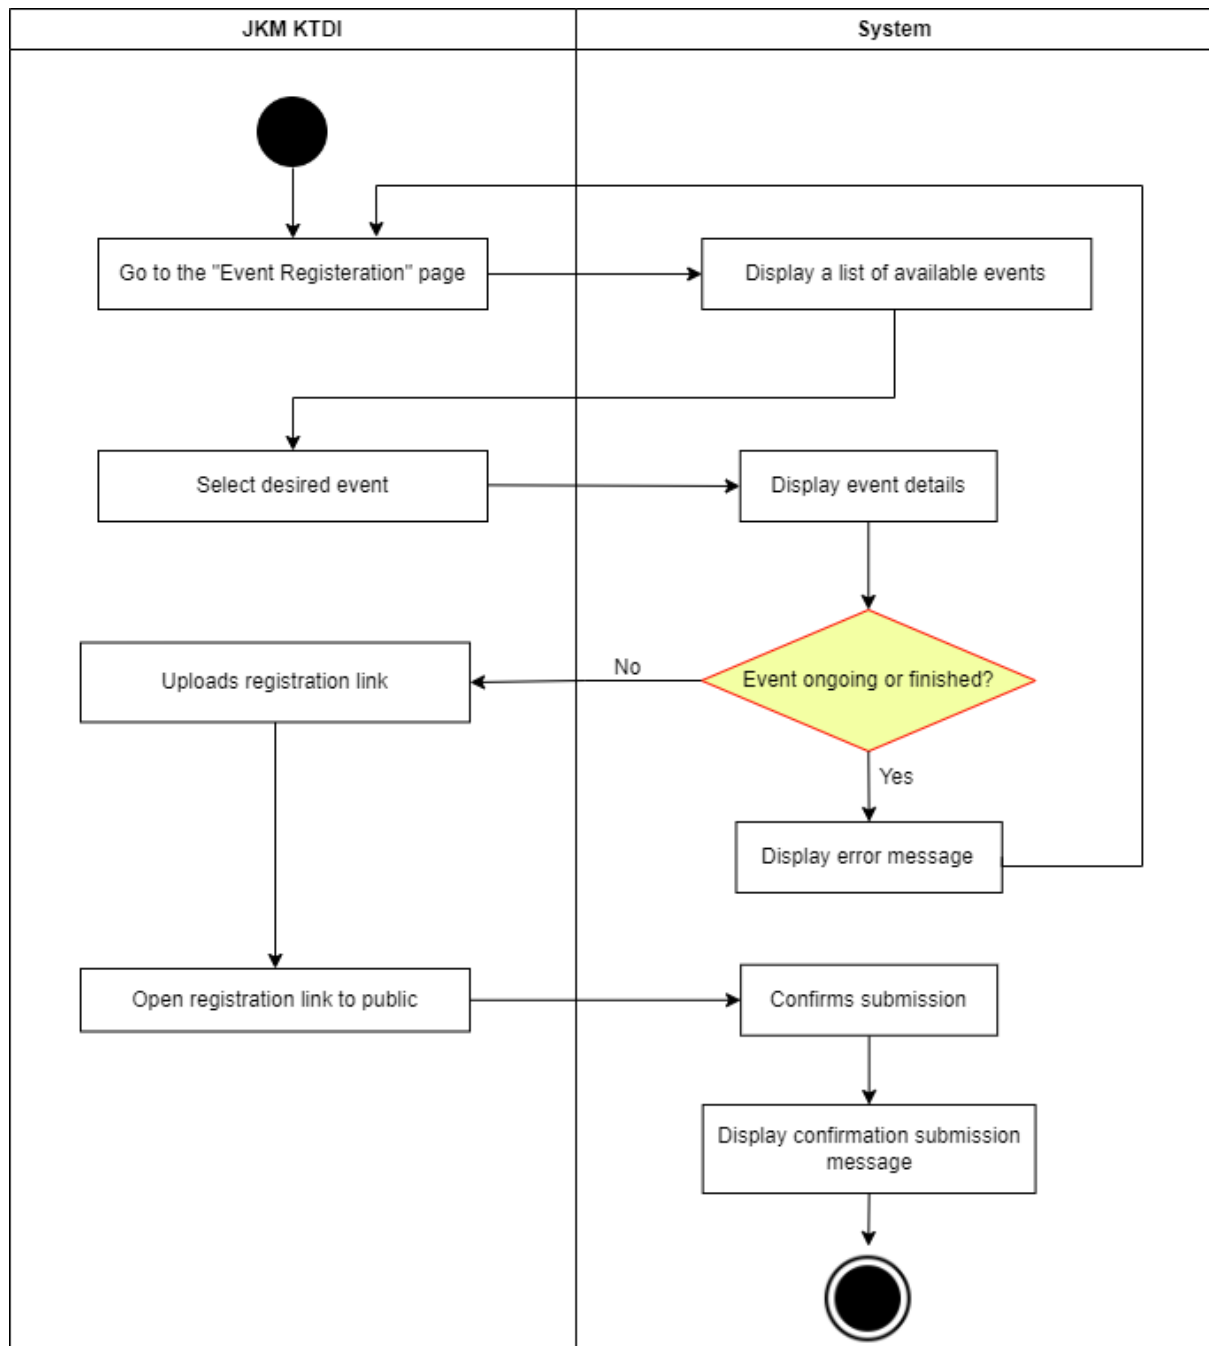 JKM KTDI
System
Go to the "Event Registeration" page
Display a list of available events
Select desired event
Display event details
Uploads registration link
No
Event ongoing or finished?
Yes
Display error message
Open registration link to public
Confirms submission
Display confirmation submission
message